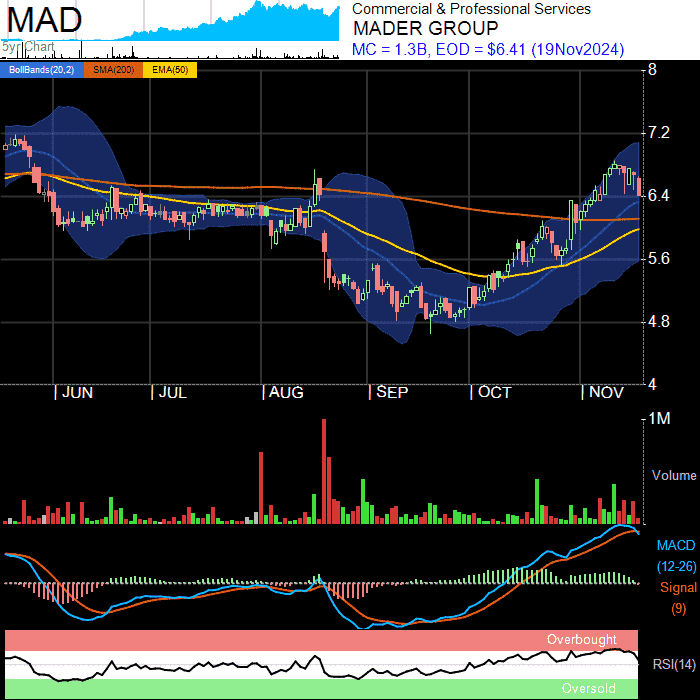 MAD
5yr Chart
Commercial & Professional Services
MADER GROUP
MC = 1.3B, EOD = $6.41 (19Nov2024)
BollBands(20,2) SMA(200) EMA(50)
8
7.2
6.4
5.6
4.8
4
JUN JUL AUG SEP OCT NOV
1M
Volume
MACD
(12-26)
Signal
(9)
Overbought
RSI(14)
Oversold